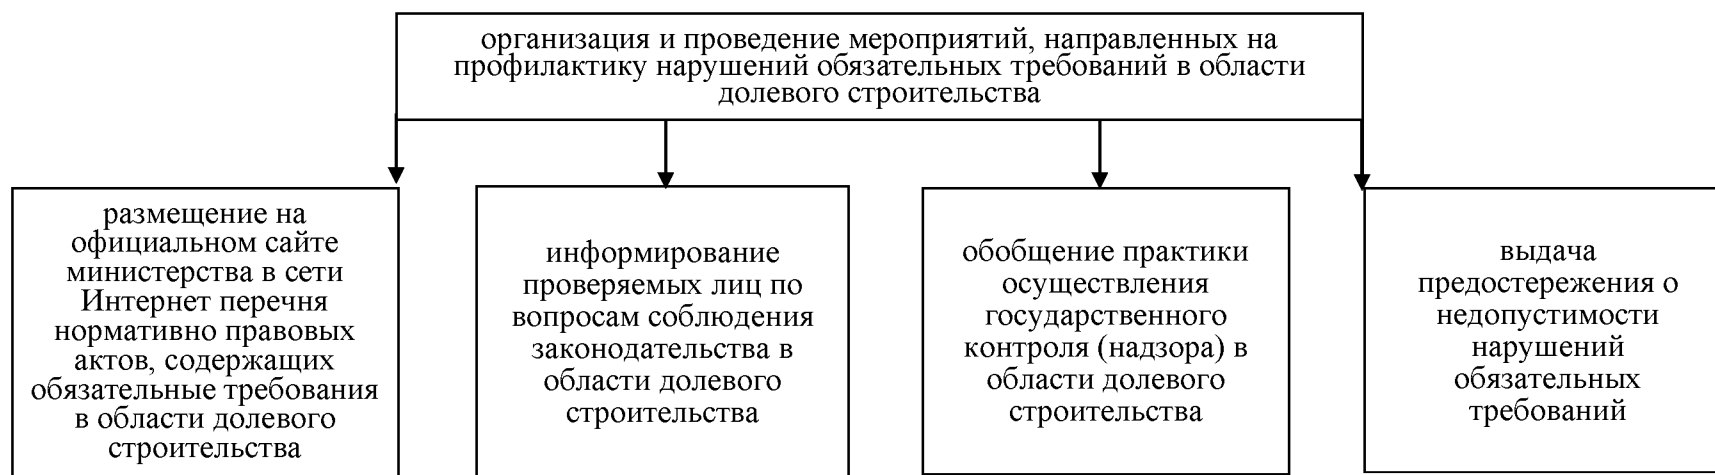 организация и проведение мероприятий, направленных на
профилактику нарушений обязательных требований в области
долевого строительства
размещение на
официальном сайте
министерства в сети
Интернет перечня
нормативно правовых
актов, содержащих
обязательные требования
в области долевого
строительства
информирование
проверяемых лиц по
вопросам соблюдения
законодательства в
области долевого
строительства
обобщение практики
осуществления
государственного
контроля (надзора) в
области долевого
строительства
выдача
предостережения о
недопустимости
нарушений
обязательных
требований